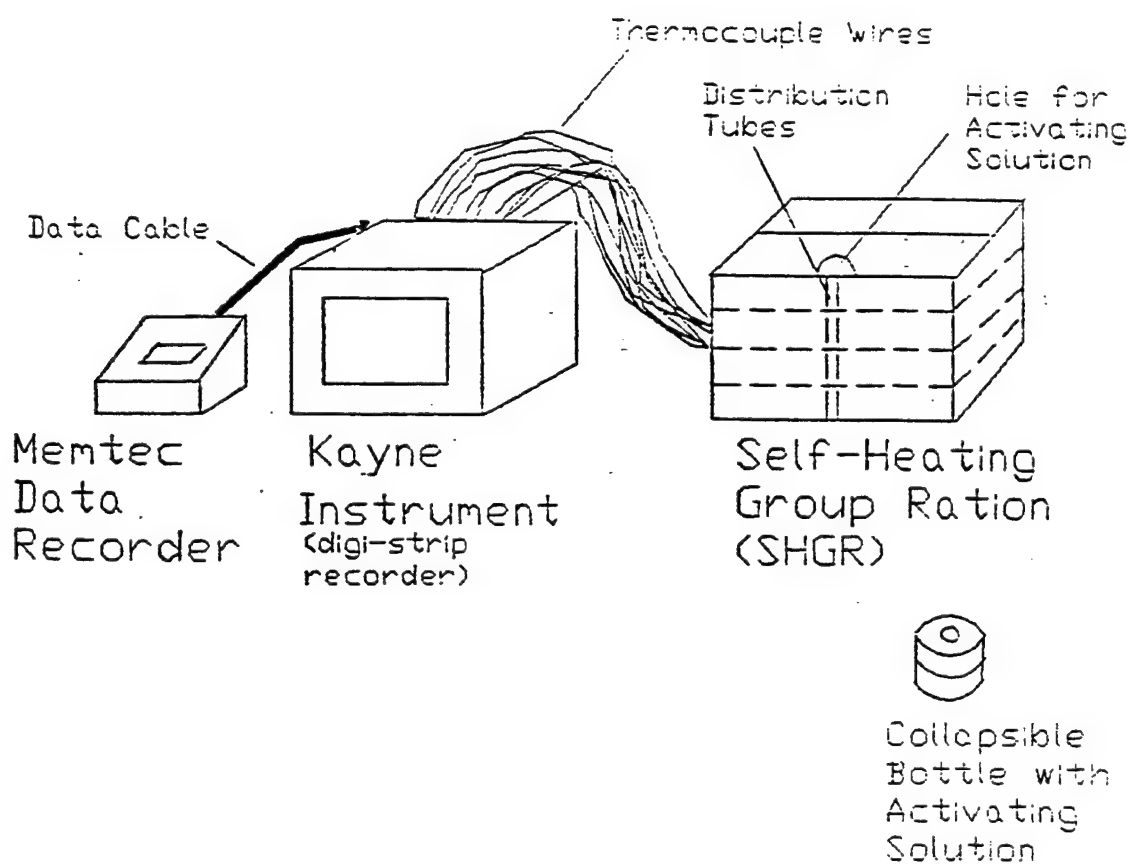 Thermocouple Wires
Distribution
Tubes
Hole for
Activating
Solution
Data Cable
Memtec
Data
Recorder
Kayne
Instrument
(digi-strip
recorder)
Self-Heating
Group Ration
(SHGR)
Collapsible
Bottle with
Activating
Solution